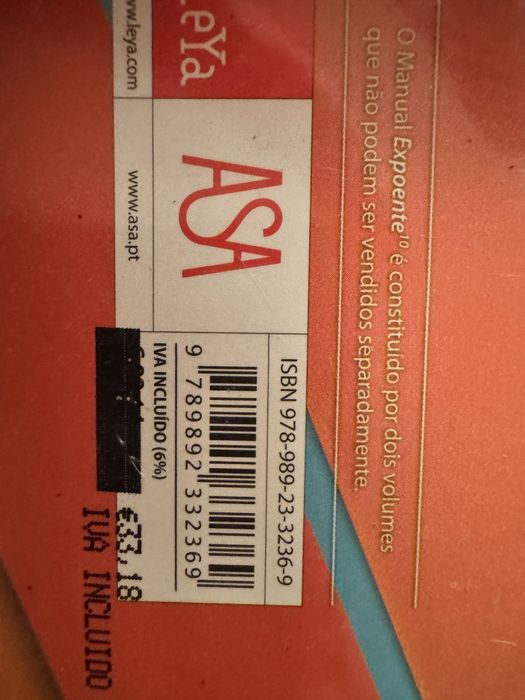 O Manual Expoente¹⁰ é constituído por dois volumes
que não podem ser vendidos separadamente.
LeYa
ASA
www.leya.com
www.asa.pt
ISBN 978-989-23-3236-9
9 789892 332369
IVA INCLUÍDO (6%)
€33,18
IVA INCLUIDO